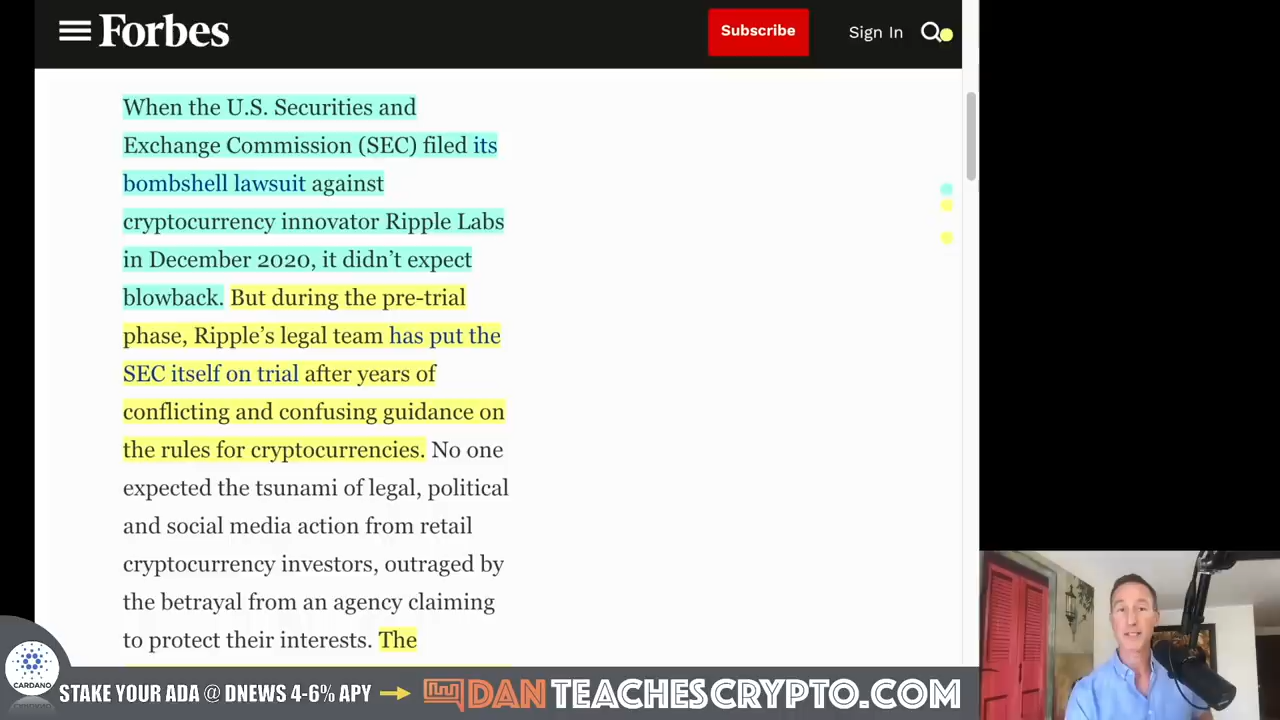 Forbes
Subscribe
Sign In
When the U.S. Securities and
Exchange Commission (SEC) filed its
bombshell lawsuit against
cryptocurrency innovator Ripple Labs
in December 2020, it didn’t expect
blowback. But during the pre-trial
phase, Ripple’s legal team has put the
SEC itself on trial after years of
conflicting and confusing guidance on
the rules for cryptocurrencies. No one
expected the tsunami of legal, political
and social media action from retail
cryptocurrency investors, outraged by
the betrayal from an agency claiming
to protect their interests. The
CARDANO
STAKE YOUR ADA @ DNEWS 4-6% APY
DANTEACHESCRYPTO.COM